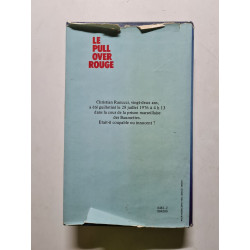 LE
PULL
OVER
ROUGE
Christian Ranucci, vingt-deux ans,
a été guillotiné le 28 juillet 1976 à 4 h 13
dans la cour de la prison marseillaise
des Baumettes.
Était-il coupable ou innocent ?